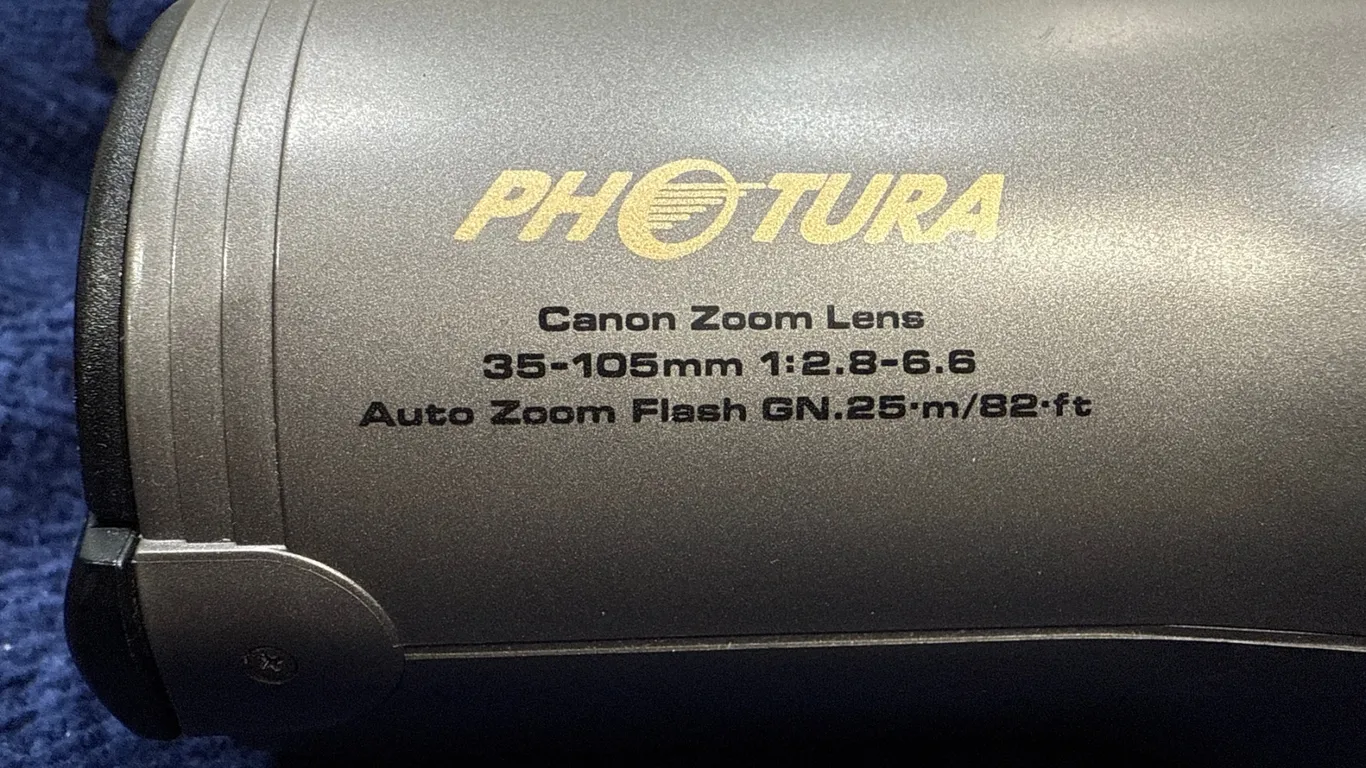 PHOTURA
Canon Zoom Lens
35-105mm 1:2.8-6.6
Auto Zoom Flash GN.25·m/82·ft